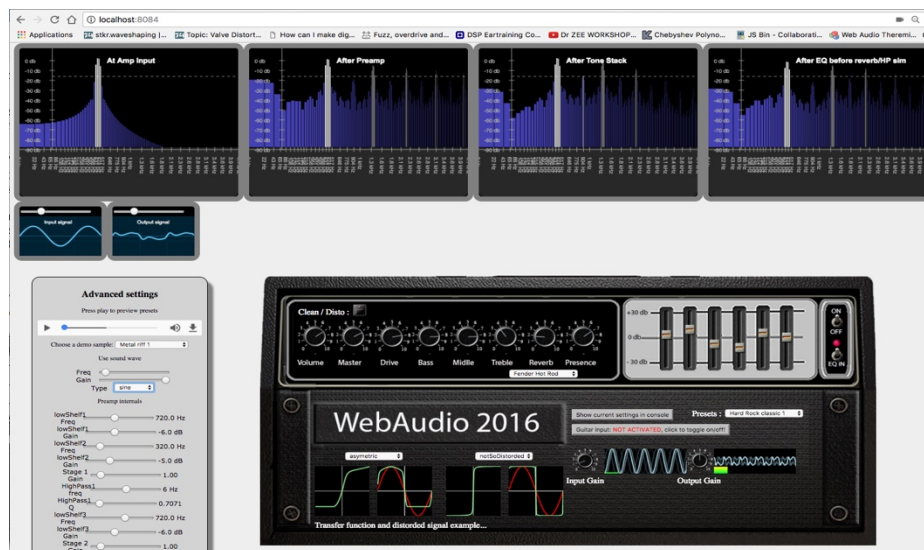 localhost:8084
Applications
stkr.waveshaping |...
Topic: Valve Distort...
How can I make dig...
Fuzz, overdrive and...
DSP Eartraining Co...
Dr ZEE WORKSHOP...
Chebyshev Polyno...
JS Bin - Collaborati...
Web Audio Theremi...
At Amp Input
After Preamp
After Tone Stack
After EQ before reverb/HP sim
0 db
-10 db
-20 db
-30 db
-40 db
-50 db
-60 db
-70 db
-80 db
Input signal
Output signal
Advanced settings
Press play to preview presets
Choose a demo sample: Metal riff 1
Use sound wave
Freq
Gain
Type sine
Preamp internals
lowShelf1 Freq 720.0 Hz
lowShelf1 Gain -6.0 dB
lowShelf2 Freq 320.0 Hz
lowShelf2 Gain -5.0 dB
Stage 1 Gain 1.00
HighPass1 freq 6 Hz
HighPass1 Q 0.7071
lowShelf3 Freq 720.0 Hz
lowShelf3 Gain -6.0 dB
Stage 2 Gain 1.00
Clean / Disto :
Volume Master Drive Bass Middle Treble Reverb Presence
Fender Hot Rod
+30 db
0 db
- 30 db
ON
OFF
EQ IN
WebAudio 2016
Show current settings in console
Presets : Hard Rock classic 1
Guitar input: NOT ACTIVATED, click to toggle on/off!
asymetric
notSoDistorded
Input Gain
Output Gain
Transfer function and distorted signal example...